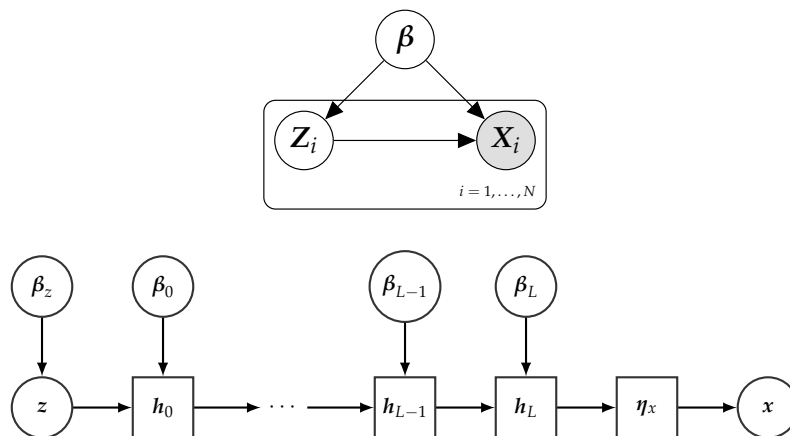 β
Z_i X_i
i = 1, . . . , N
β_z β_0 β_{L−1} β_L
z h_0 · · · h_{L−1} h_L η_x x